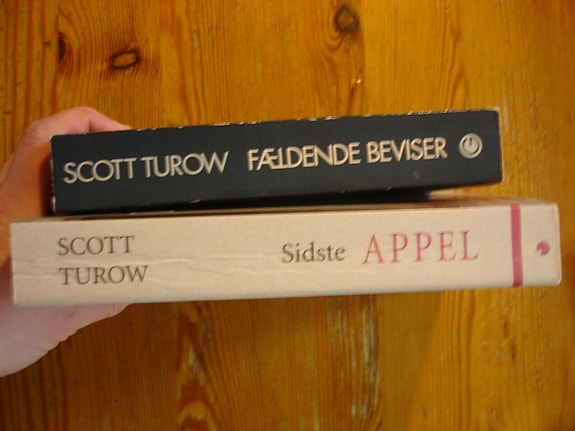 SCOTT TUROW FÆLDENDE BEVISER
SCOTT
TUROW
Sidste APPEL